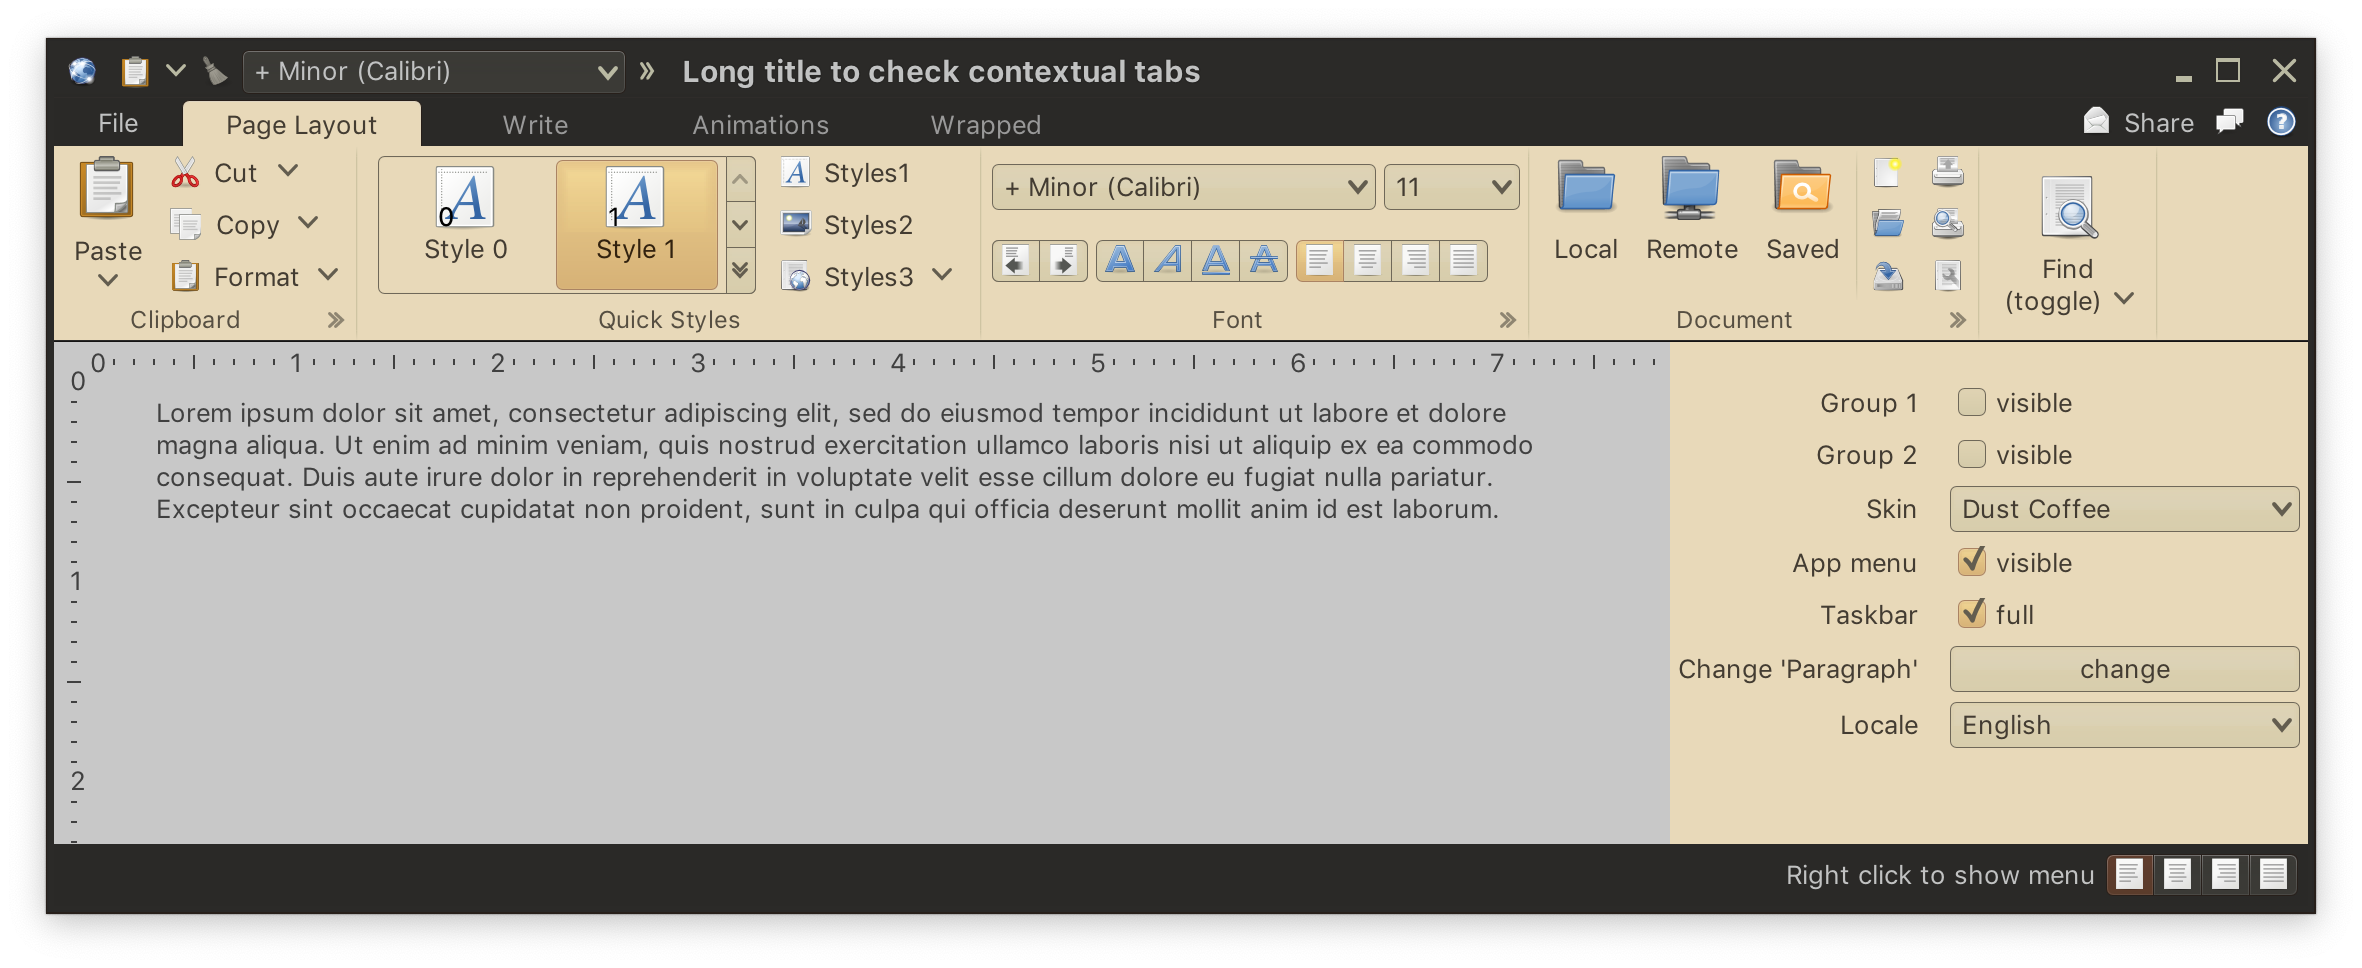 + Minor (Calibri)
Long title to check contextual tabs
File
Page Layout
Write
Animations
Wrapped
Share
Paste
Cut
Copy
Format
Clipboard
0
Style 0
1
Style 1
Styles1
Styles2
Styles3
Quick Styles
+ Minor (Calibri)
11
Font
Local
Remote
Saved
Document
Find
(toggle)
0 1 2 3 4 5 6 7
0
1
2
Lorem ipsum dolor sit amet, consectetur adipiscing elit, sed do eiusmod tempor incididunt ut labore et dolore
magna aliqua. Ut enim ad minim veniam, quis nostrud exercitation ullamco laboris nisi ut aliquip ex ea commodo
consequat. Duis aute irure dolor in reprehenderit in voluptate velit esse cillum dolore eu fugiat nulla pariatur.
Excepteur sint occaecat cupidatat non proident, sunt in culpa qui officia deserunt mollit anim id est laborum.
Group 1 visible
Group 2 visible
Skin Dust Coffee
App menu visible
Taskbar full
Change 'Paragraph' change
Locale English
Right click to show menu